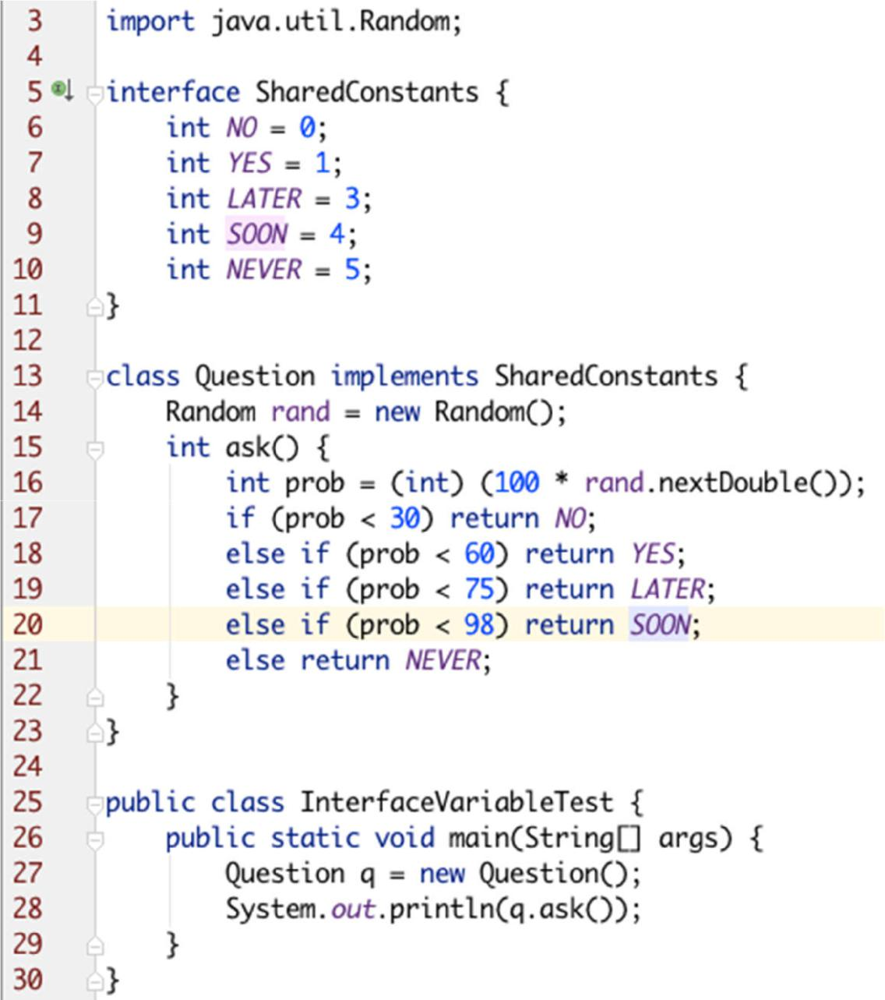 3 import java.util.Random;
4
5 interface SharedConstants {
6 int NO = 0;
7 int YES = 1;
8 int LATER = 3;
9 int SOON = 4;
10 int NEVER = 5;
11 }
12
13 class Question implements SharedConstants {
14 Random rand = new Random();
15 int ask() {
16 int prob = (int) (100 * rand.nextDouble());
17 if (prob < 30) return NO;
18 else if (prob < 60) return YES;
19 else if (prob < 75) return LATER;
20 else if (prob < 98) return SOON;
21 else return NEVER;
22 }
23 }
24
25 public class InterfaceVariableTest {
26 public static void main(String[] args) {
27 Question q = new Question();
28 System.out.println(q.ask());
29 }
30 }